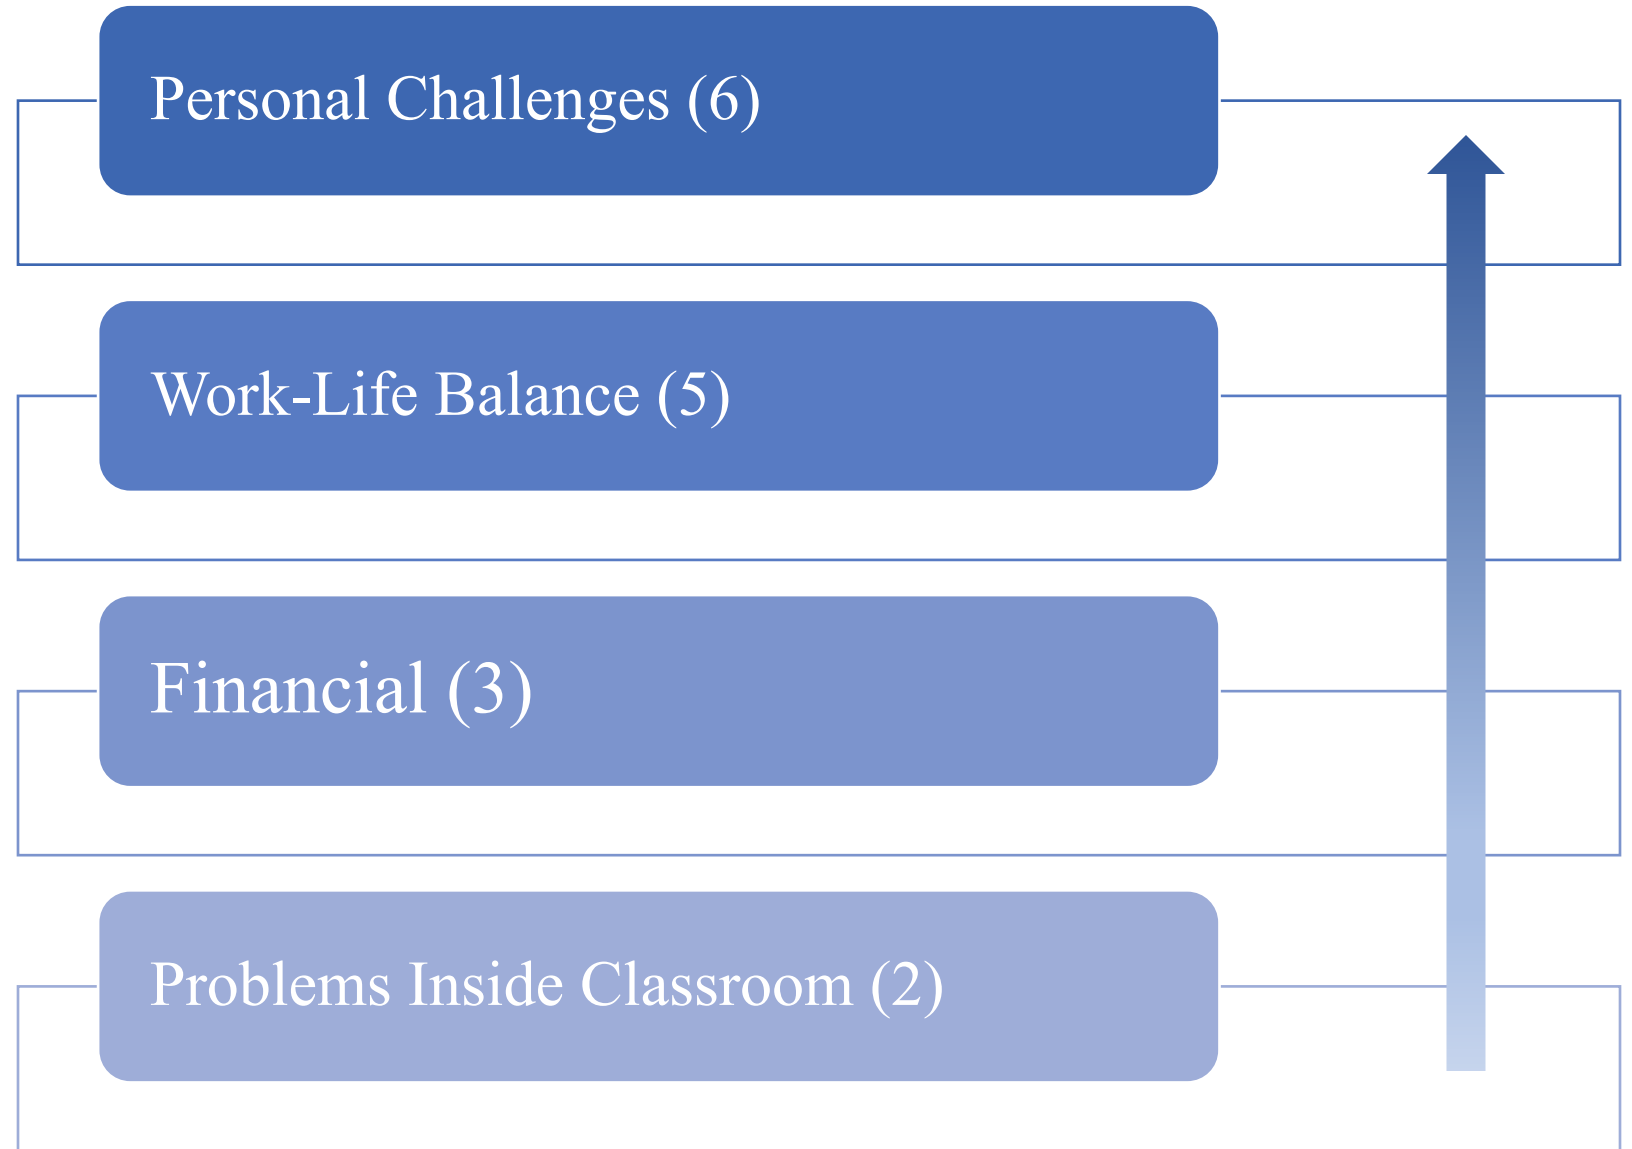 Personal Challenges (6)
Work-Life Balance (5)
Financial (3)
Problems Inside Classroom (2)